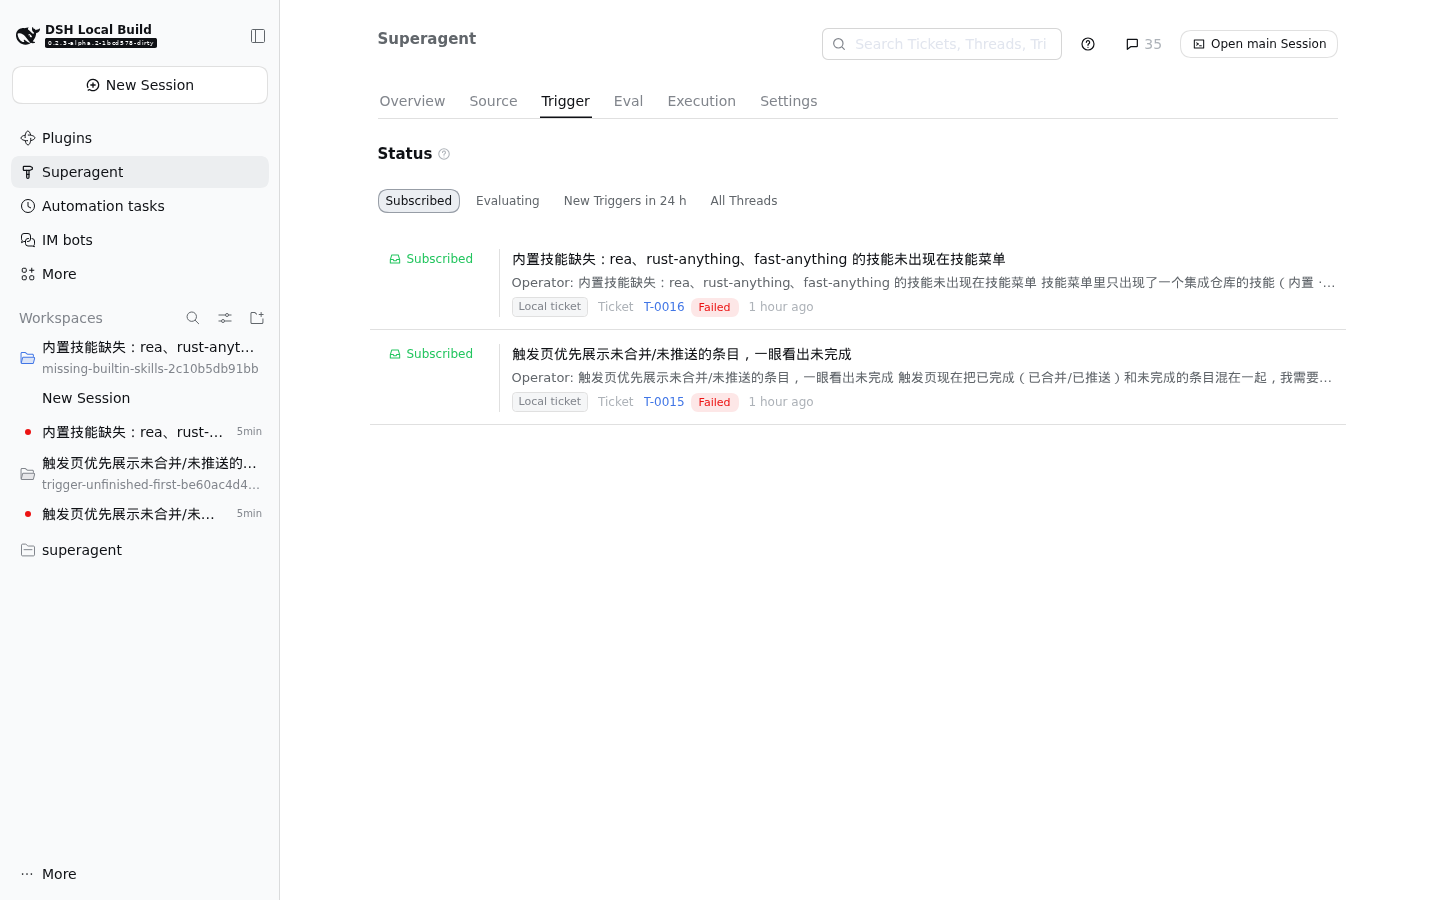 DSH Local Build
0.2.3-alpha.2-1bcd578-dirty
New Session
Plugins
Superagent
Automation tasks
IM bots
More
Workspaces
内置技能缺失：rea、rust-anyt...
missing-builtin-skills-2c10b5db91bb
New Session
内置技能缺失：rea、rust-...
5min
触发页优先展示未合并/未推送的...
trigger-unfinished-first-be60ac4d4...
触发页优先展示未合并/未...
5min
superagent
More
Superagent
Search Tickets, Threads, Tri
35
Open main Session
Overview
Source
Trigger
Eval
Execution
Settings
Status
Subscribed
Evaluating
New Triggers in 24 h
All Threads
Subscribed
内置技能缺失：rea、rust-anything、fast-anything 的技能未出现在技能菜单
Operator: 内置技能缺失：rea、rust-anything、fast-anything 的技能未出现在技能菜单 技能菜单里只出现了一个集成仓库的技能（内置 ·...
Local ticket Ticket T-0016 Failed 1 hour ago
Subscribed
触发页优先展示未合并/未推送的条目，一眼看出未完成
Operator: 触发页优先展示未合并/未推送的条目，一眼看出未完成 触发页现在把已完成（已合并/已推送）和未完成的条目混在一起，我需要...
Local ticket Ticket T-0015 Failed 1 hour ago